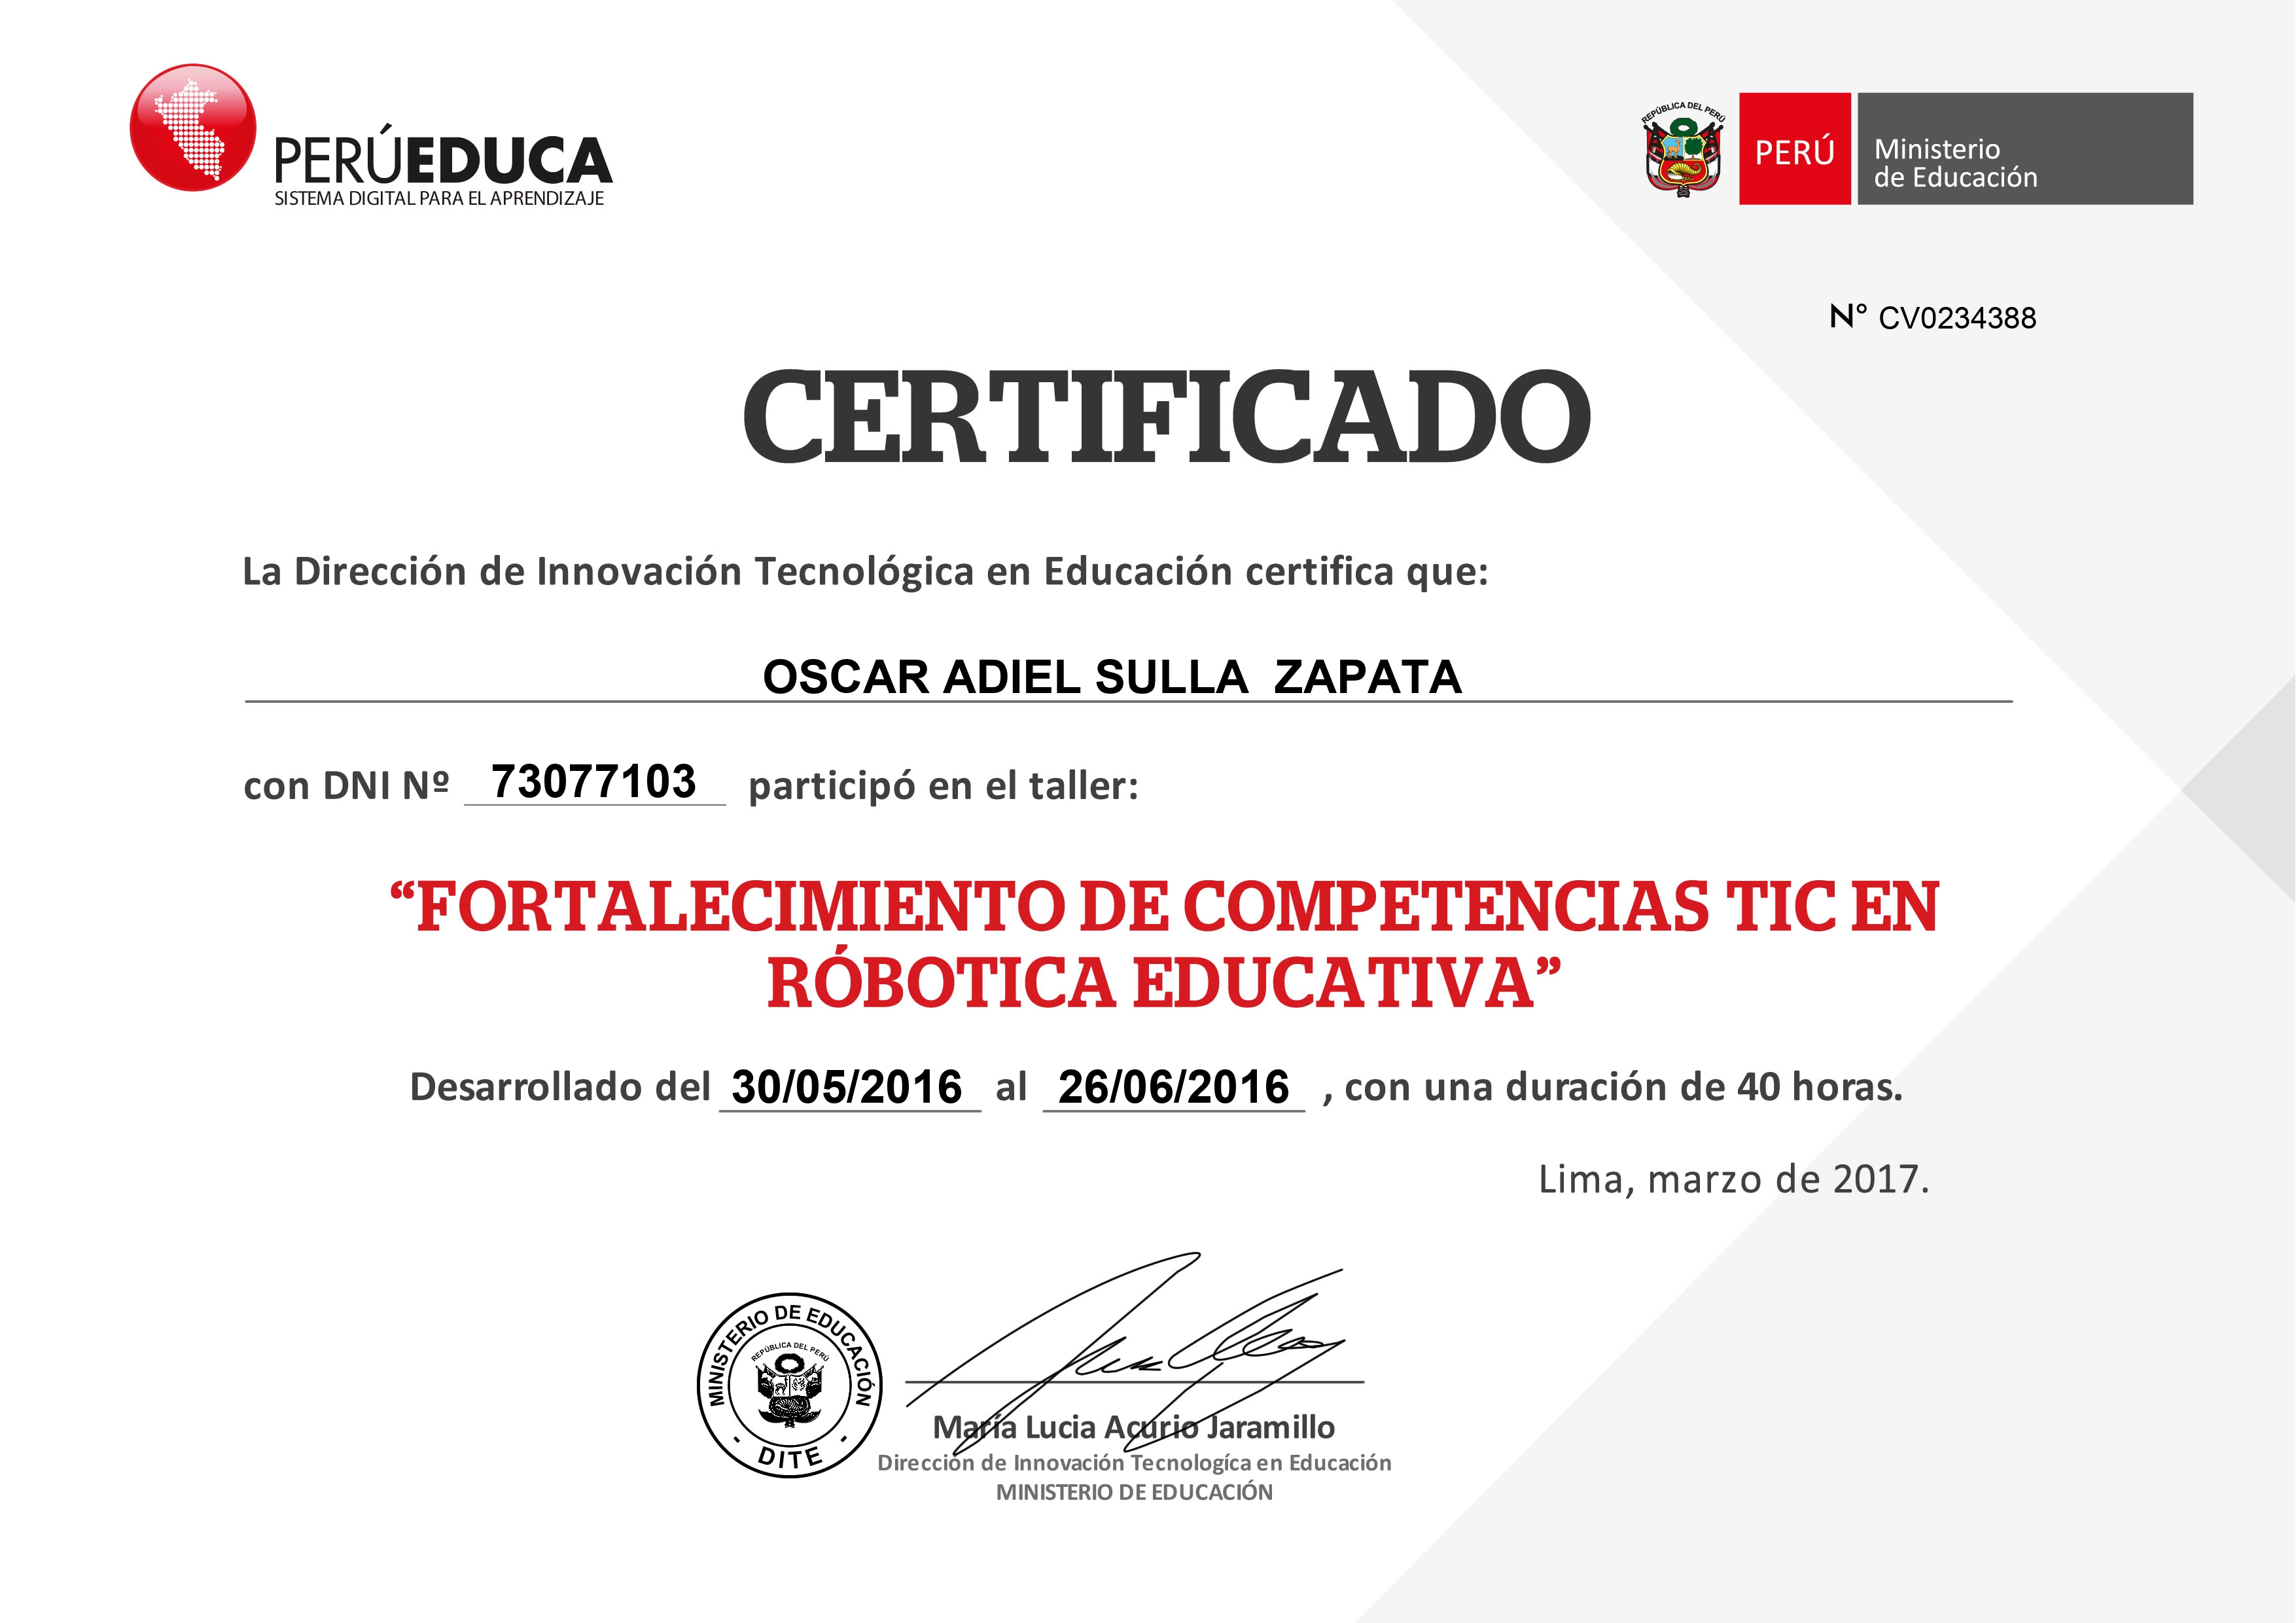 PERÚEDUCA
SISTEMA DIGITAL PARA EL APRENDIZAJE
REPÚBLICA DEL PERÚ
PERÚ
Ministerio
de Educación
N° CV0234388
CERTIFICADO
La Dirección de Innovación Tecnológica en Educación certifica que:
OSCAR ADIEL SULLA ZAPATA
con DNI Nº 73077103 participó en el taller:
“FORTALECIMIENTO DE COMPETENCIAS TIC EN
RÓBOTICA EDUCATIVA”
Desarrollado del 30/05/2016 al 26/06/2016 , con una duración de 40 horas.
Lima, marzo de 2017.
MINISTERIO DE EDUCACIÓN
REPÚBLICA DEL PERÚ
- DITE -
María Lucia Acurio Jaramillo
Dirección de Innovación Tecnologíca en Educación
MINISTERIO DE EDUCACIÓN